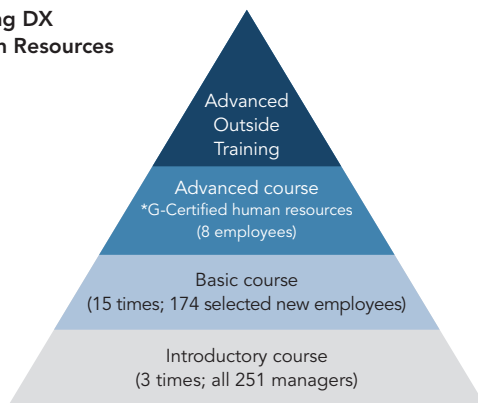 DX
Resources
Advanced
Outside
Training
Advanced course
*G-Certified human resources
(8 employees)
Basic course
(15 times; 174 selected new employees)
Introductory course
(3 times; all 251 managers)